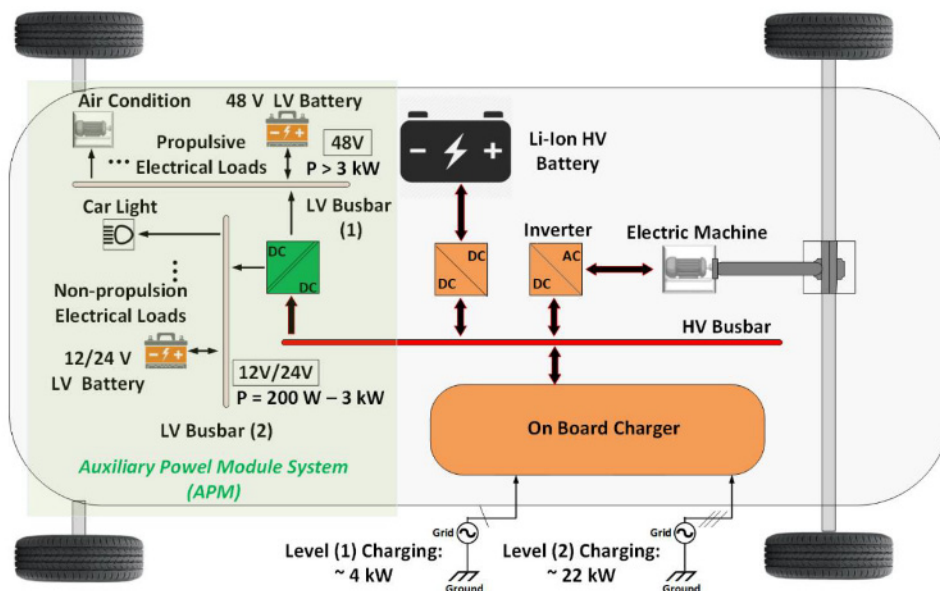 Air Condition
48 V LV Battery
48V
Propulsive
Electrical Loads
P > 3 kW
LV Busbar
(1)
Car Light
Non-propulsion
Electrical Loads
12/24 V
LV Battery
DC
DC
12V/24V
P = 200 W – 3 kW
LV Busbar (2)
Auxiliary Powel Module System
(APM)
Li-Ion HV
Battery
DC
DC
Inverter
AC
DC
Electric Machine
HV Busbar
On Board Charger
Grid
Level (1) Charging:
~ 4 kW
Ground
Grid
Level (2) Charging:
~ 22 kW
Ground